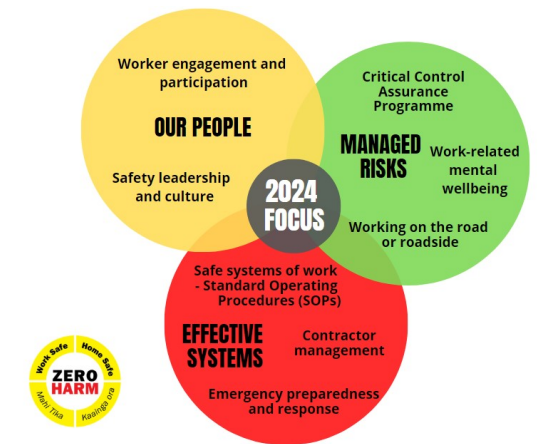 Worker engagement and
participation
OUR PEOPLE
Safety leadership
and culture
Critical Control
Assurance
Programme
MANAGED
RISKS
Work-related
mental
wellbeing
Working on the road
or roadside
2024
FOCUS
Safe systems of work
- Standard Operating
Procedures (SOPs)
EFFECTIVE
SYSTEMS
Contractor
management
Emergency preparedness
and response
Work Safe
Home Safe
ZERO
HARM
Mahi Tika
Kaainga ora